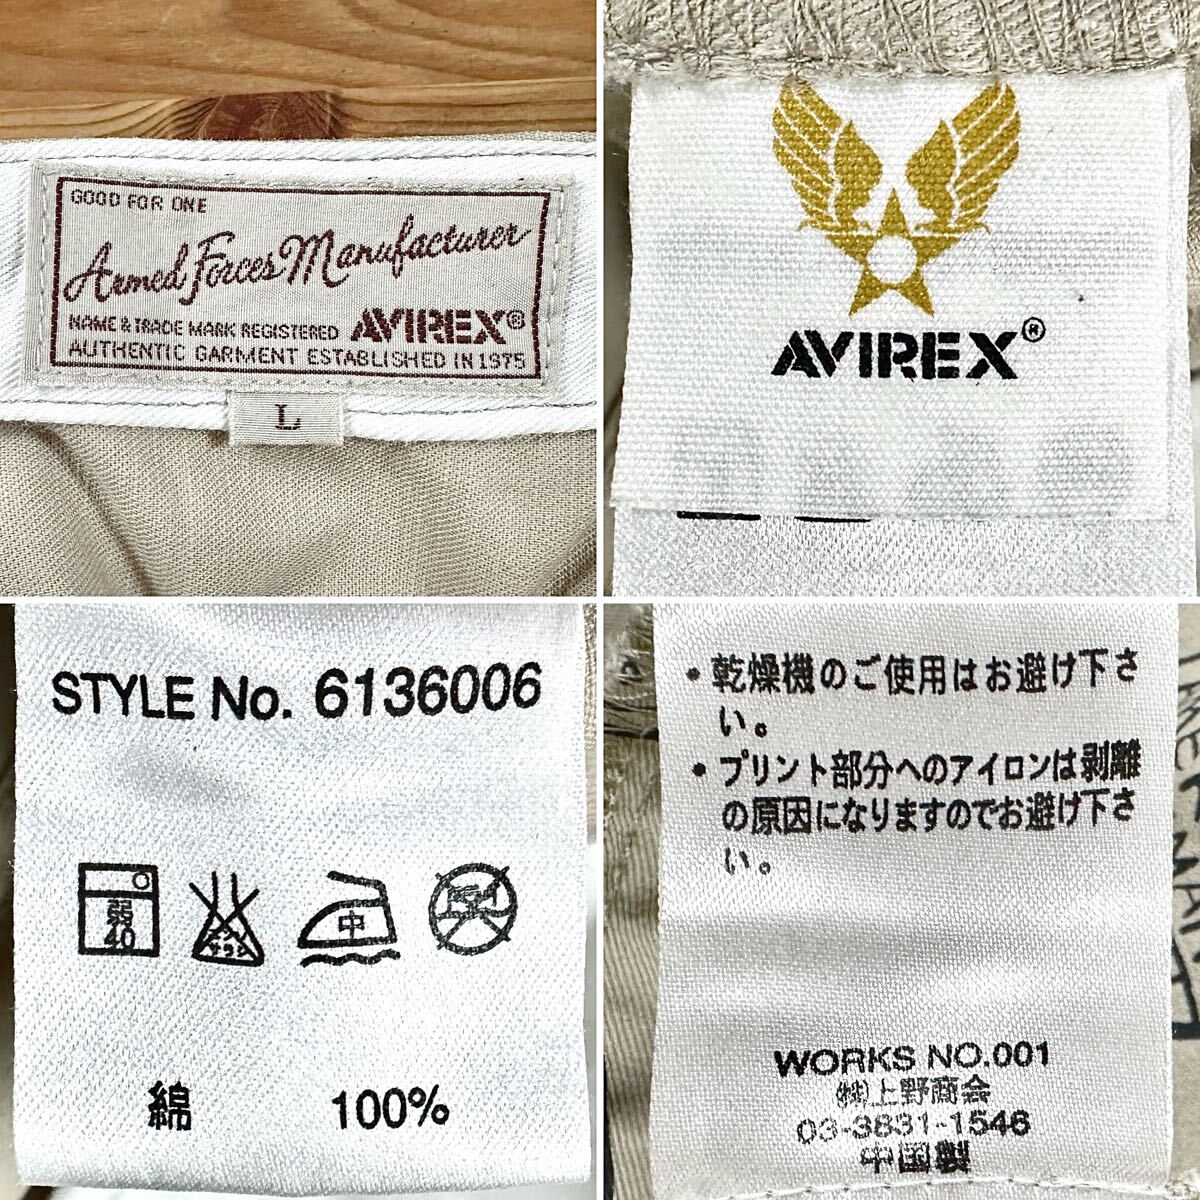 GOOD FOR ONE
Armed Forces Manufacturer
NAME & TRADE MARK REGISTERED AVIREX®
AUTHENTIC GARMENT ESTABLISHED IN 1975
L
AVIREX®
STYLE No. 6136006
弱
40
中
綿 100%
・乾燥機のご使用はお避け下さ
い。
・プリント部分へのアイロンは剥離
の原因になりますのでお避け下さ
い。
WORKS NO.001
㈱上野商会
03-3831-1546
中国製